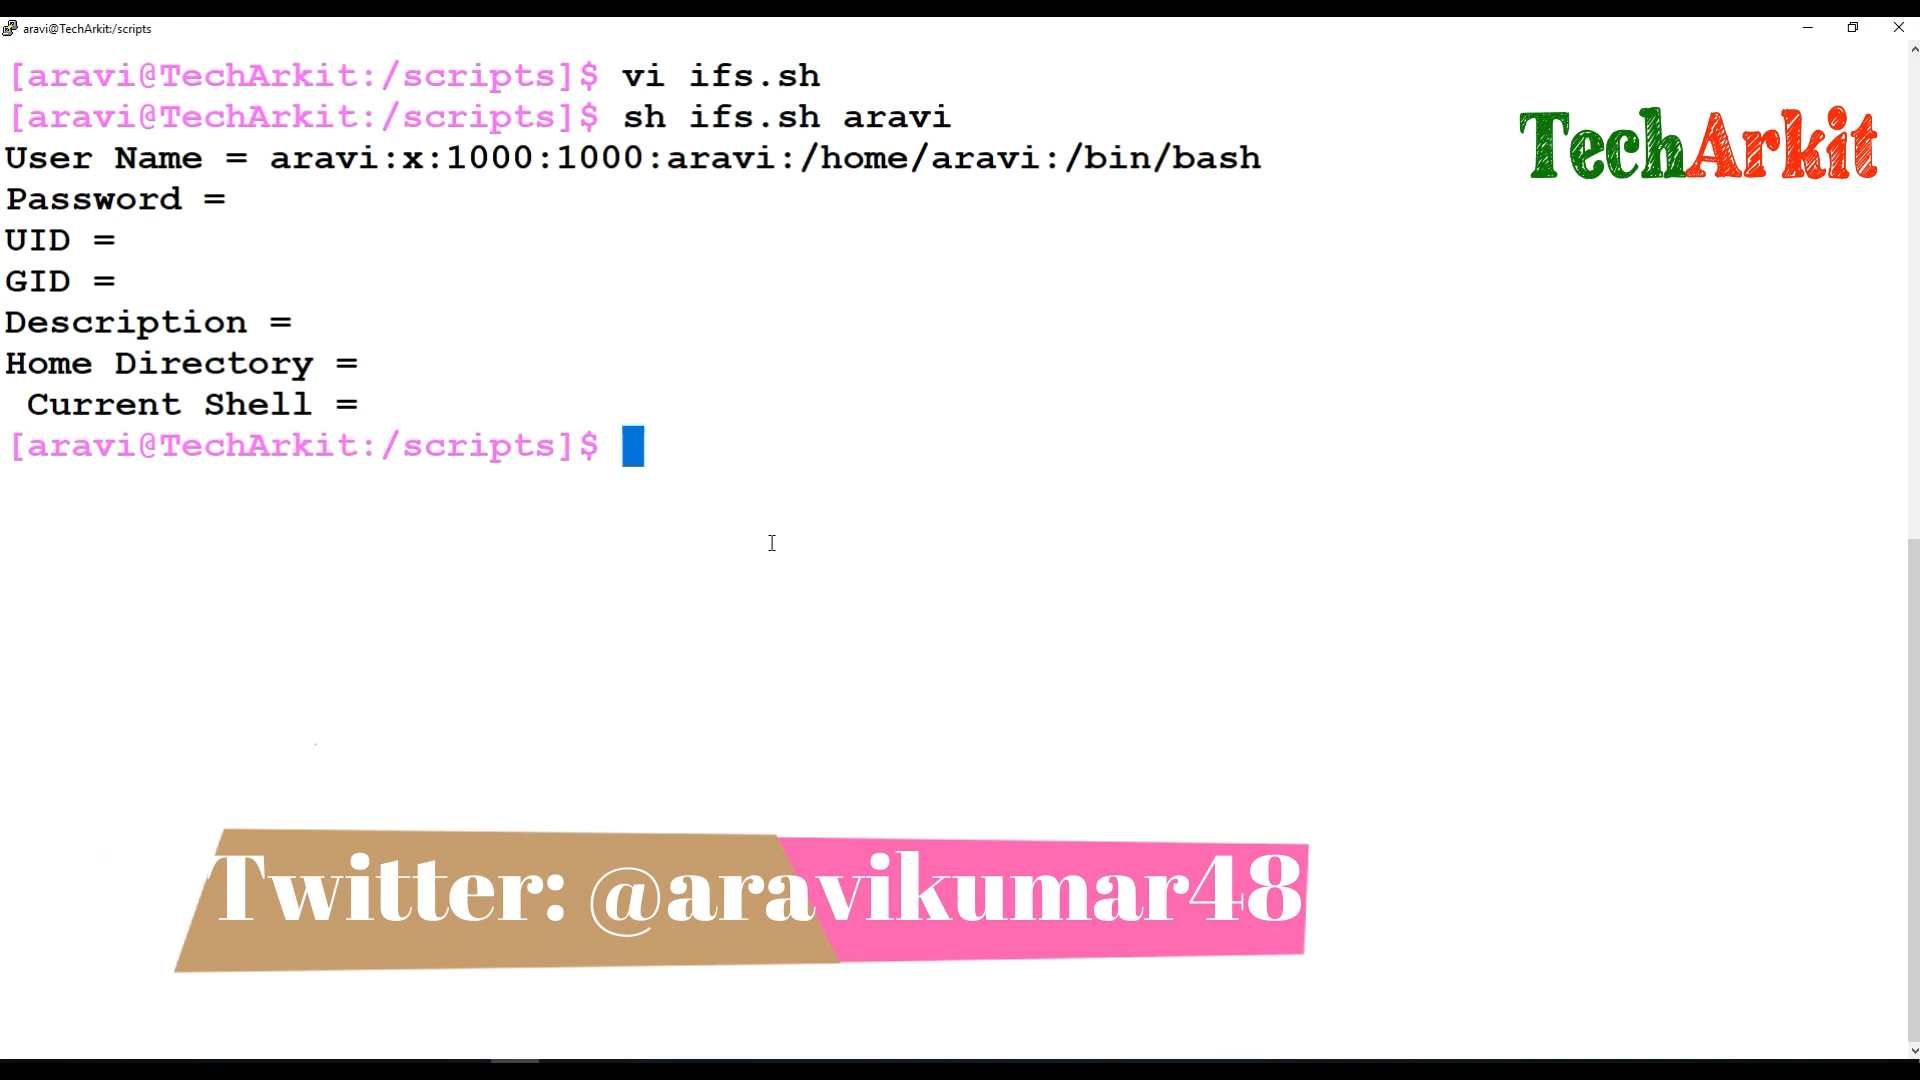 aravi@TechArkit:/scripts
[aravi@TechArkit:/scripts]$ vi ifs.sh
[aravi@TechArkit:/scripts]$ sh ifs.sh aravi
User Name = aravi:x:1000:1000:aravi:/home/aravi:/bin/bash
Password =
UID =
GID =
Description =
Home Directory =
 Current Shell =
[aravi@TechArkit:/scripts]$
TechArkit
Twitter: @aravikumar48